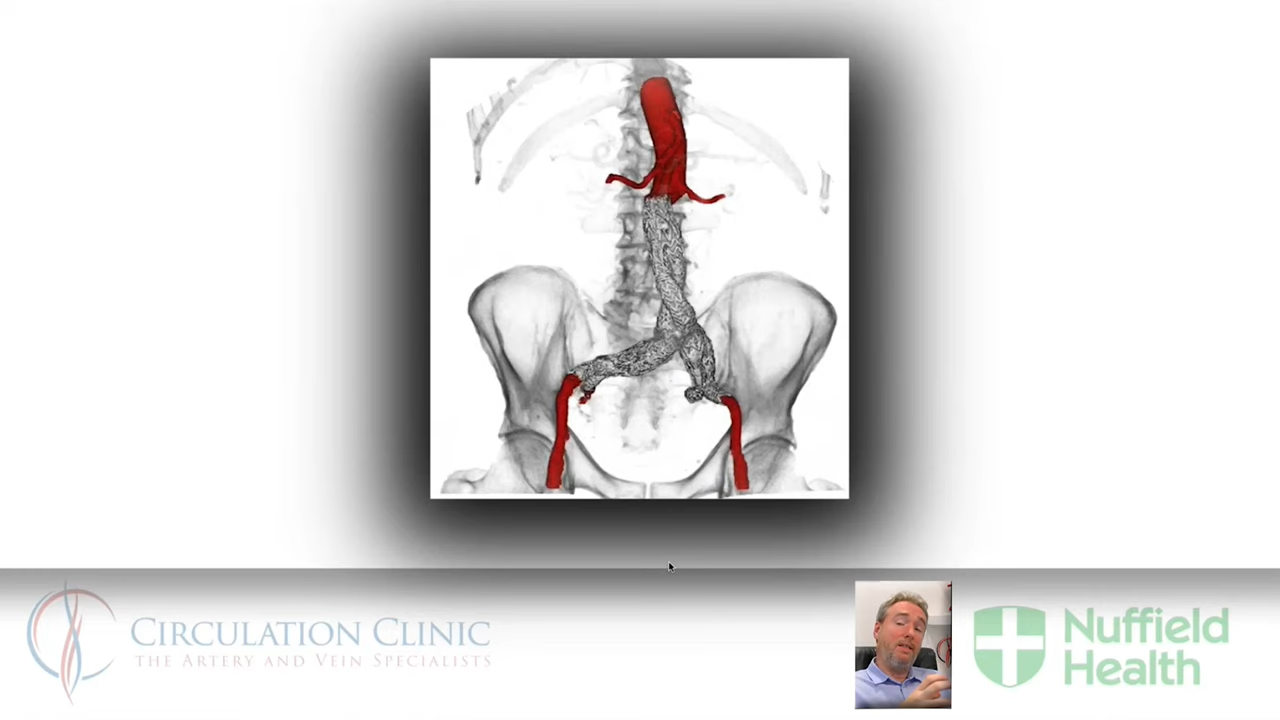 CIRCULATION CLINIC
THE ARTERY AND VEIN SPECIALISTS
Nuffield
Health